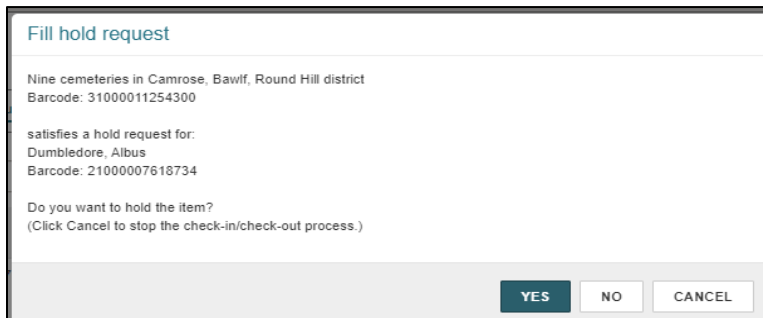 Fill hold request
Nine cemeteries in Camrose, Bawlf, Round Hill district
Barcode: 31000011254300
satisfies a hold request for:
Dumbledore, Albus
Barcode: 21000007618734
Do you want to hold the item?
(Click Cancel to stop the check-in/check-out process.)
YES NO CANCEL